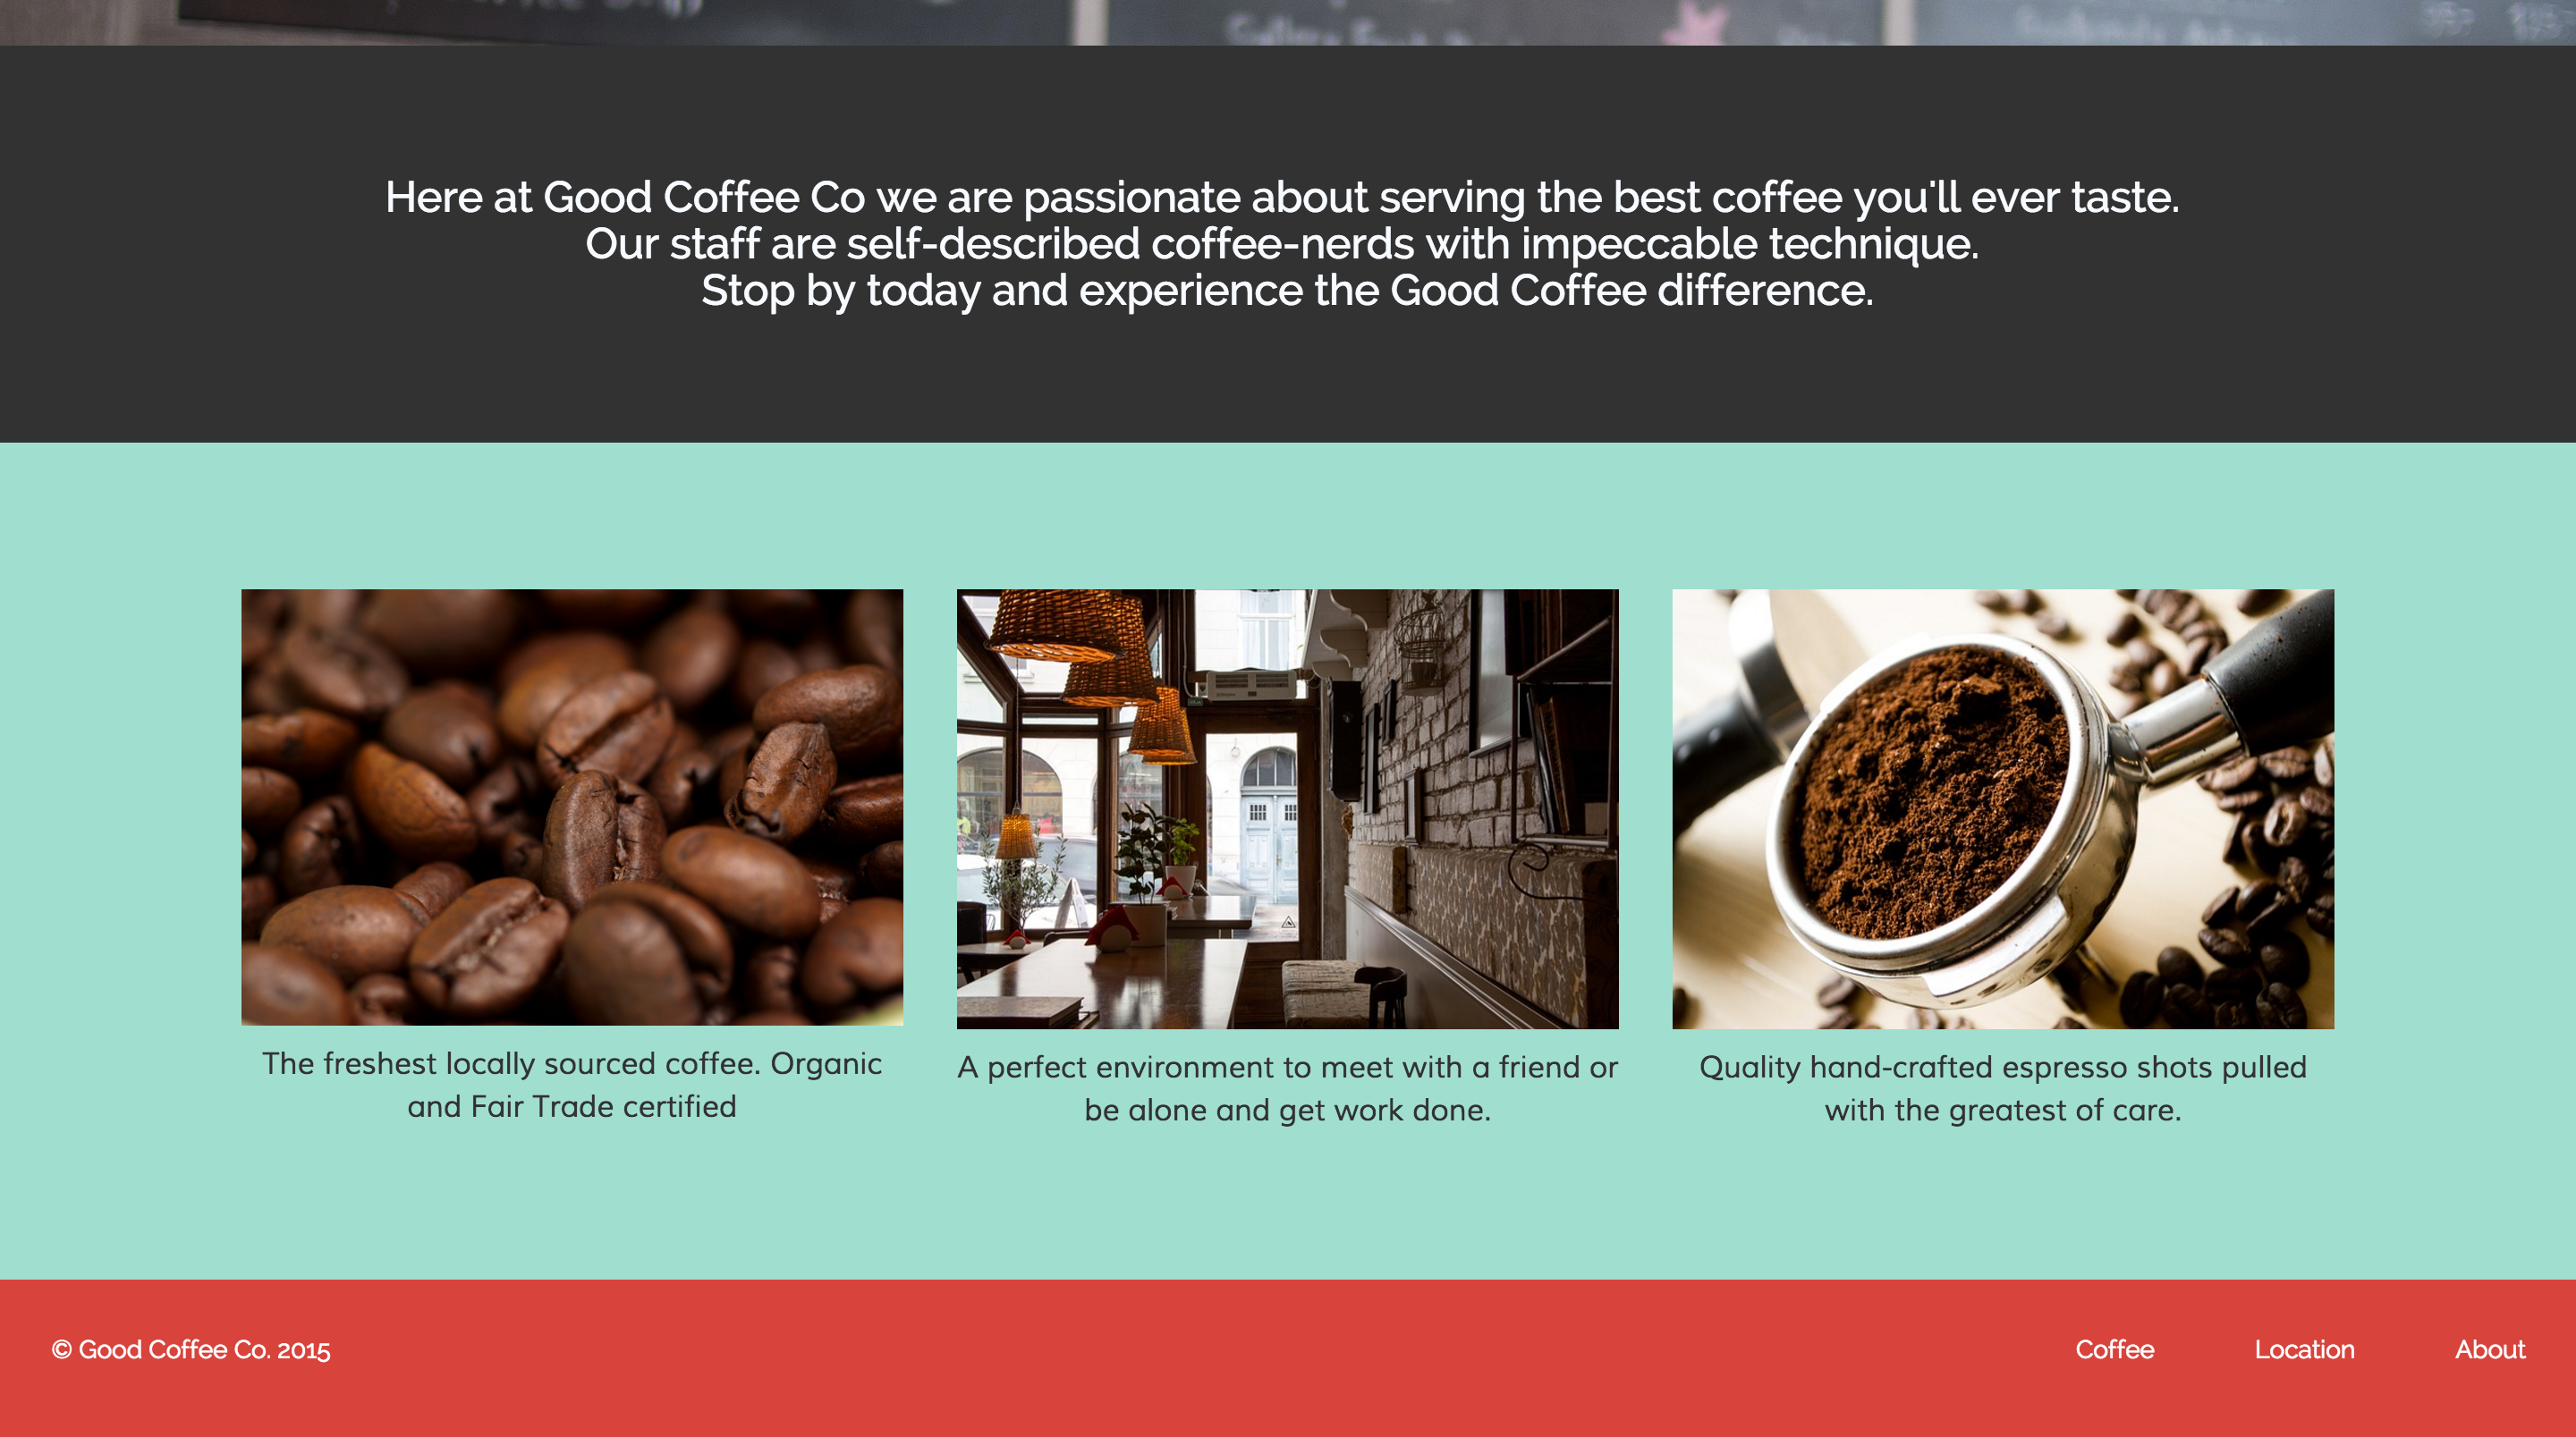 Here at Good Coffee Co we are passionate about serving the best coffee you'll ever taste.
Our staff are self-described coffee-nerds with impeccable technique.
Stop by today and experience the Good Coffee difference.
The freshest locally sourced coffee. Organic
and Fair Trade certified
A perfect environment to meet with a friend or
be alone and get work done.
Quality hand-crafted espresso shots pulled
with the greatest of care.
© Good Coffee Co. 2015
Coffee
Location
About